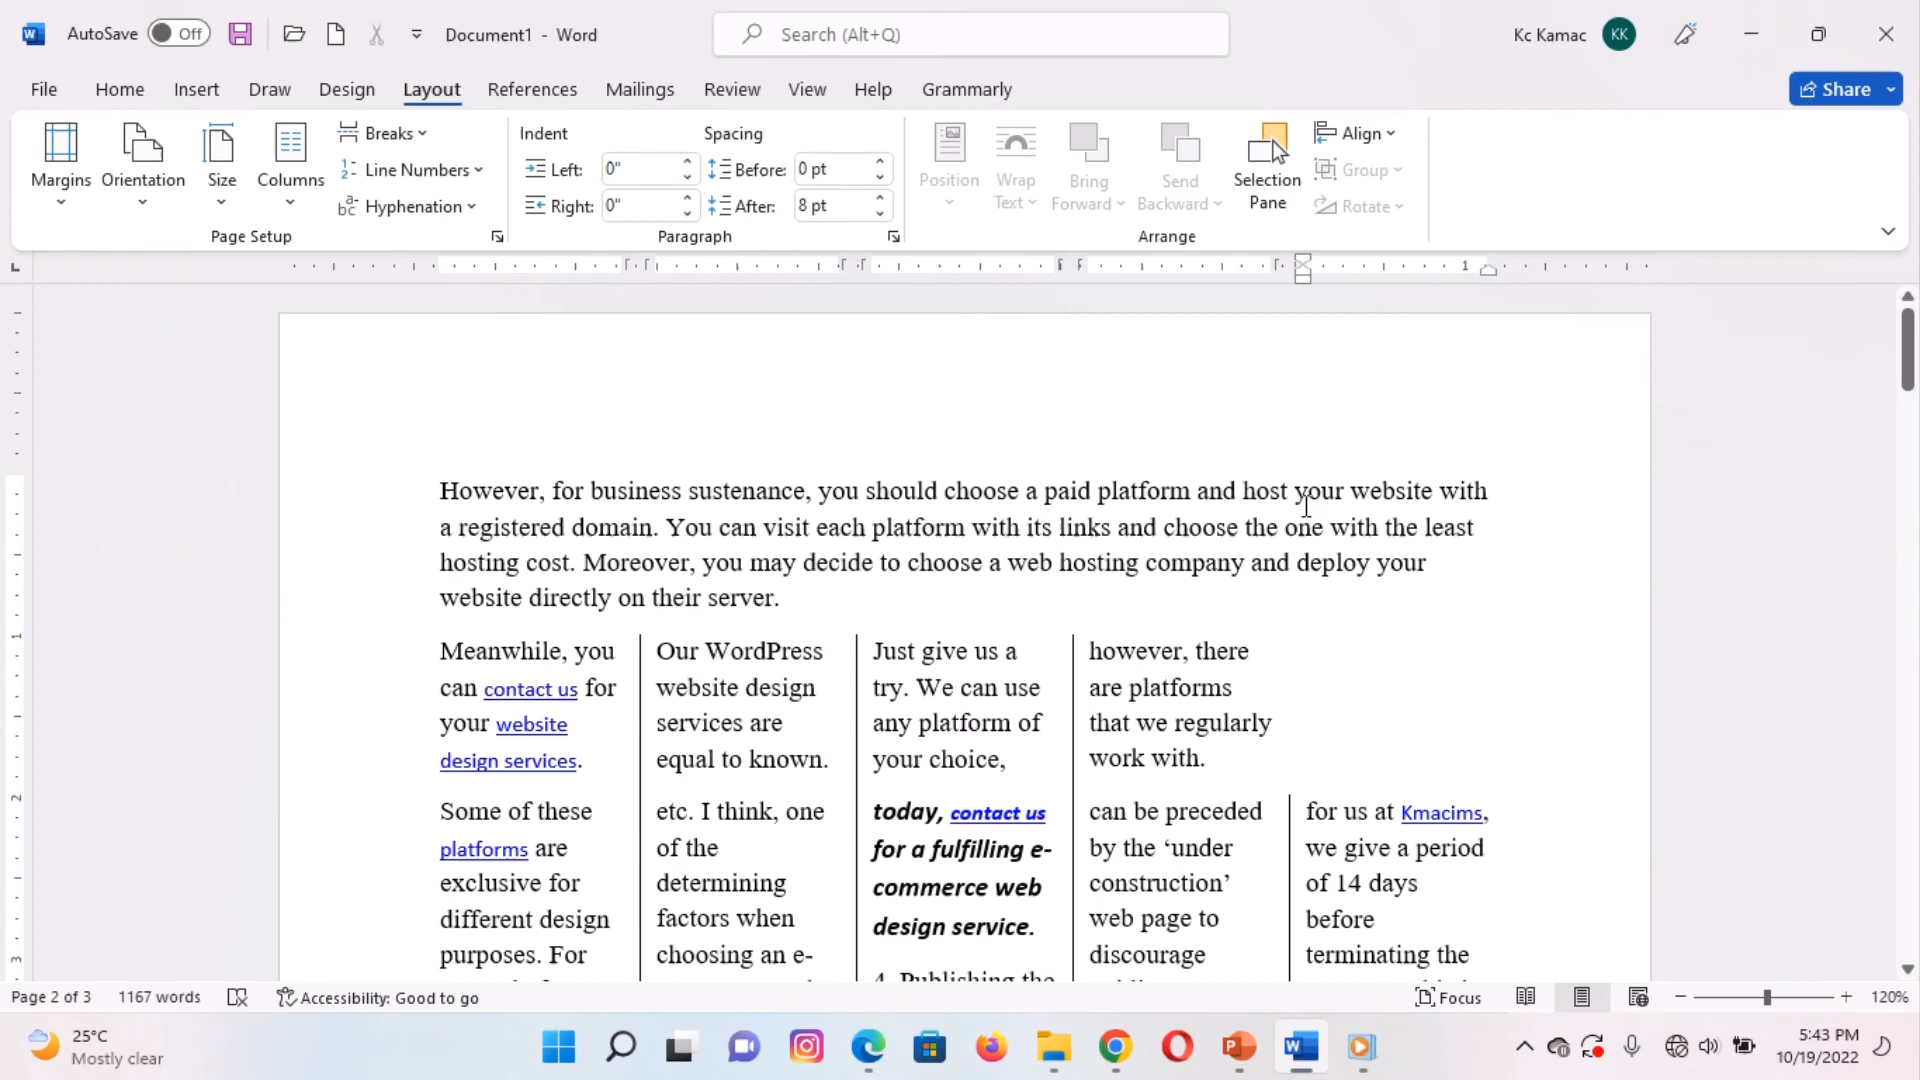 AutoSave Off Document1 - Word Search (Alt+Q) Kc Kamac KK
File Home Insert Draw Design Layout References Mailings Review View Help Grammarly Share
Margins Orientation Size Columns
Breaks
Line Numbers
Hyphenation
Page Setup
Indent Spacing
Left: 0" Before: 0 pt
Right: 0" After: 8 pt
Paragraph
Position Wrap Text Bring Forward Send Backward Selection Pane
Align
Group
Rotate
Arrange
1
However, for business sustenance, you should choose a paid platform and host your website with
a registered domain. You can visit each platform with its links and choose the one with the least
hosting cost. Moreover, you may decide to choose a web hosting company and deploy your
website directly on their server.
Meanwhile, you
can contact us for
your website
design services.
Our WordPress
website design
services are
equal to known.
Just give us a
try. We can use
any platform of
your choice,
however, there
are platforms
that we regularly
work with.
Some of these
platforms are
exclusive for
different design
purposes. For
etc. I think, one
of the
determining
factors when
choosing an e-
today, contact us
for a fulfilling e-
commerce web
design service.
4. Publishing the
can be preceded
by the ‘under
construction’
web page to
discourage
for us at Kmacims,
we give a period
of 14 days
before
terminating the
1
2
3
Page 2 of 3 1167 words Accessibility: Good to go Focus 120%
25°C
Mostly clear
5:43 PM
10/19/2022